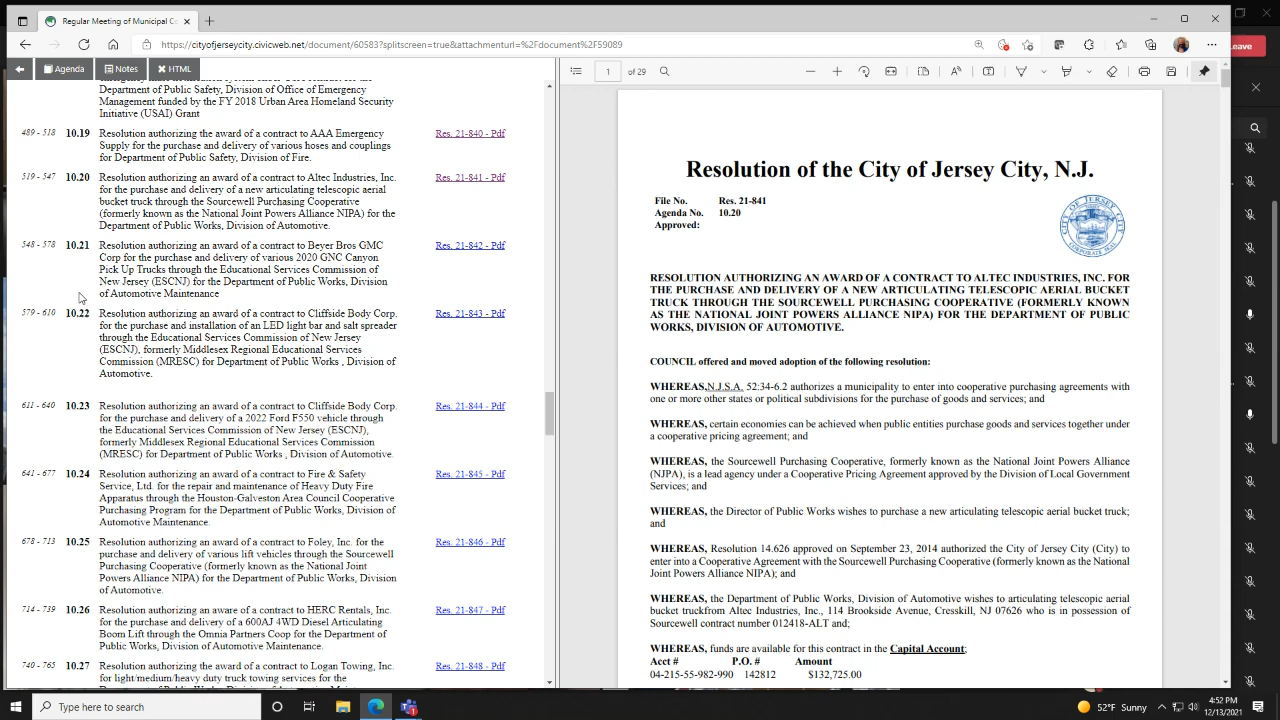 Regular Meeting of Municipal Co
https://cityofjerseycity.civicweb.net/document/60583?splitscreen=true&attachmenturl=%2Fdocument%2F59089
Leave
Agenda
Notes
HTML
1 of 29
Department of Public Safety, Division of Office of Emergency
Management funded by the FY 2018 Urban Area Homeland Security
Initiative (USAI) Grant
489 - 518 10.19 Resolution authorizing the award of a contract to AAA Emergency Res. 21-840 - Pdf
Supply for the purchase and delivery of various hoses and couplings
for Department of Public Safety, Division of Fire.
519 - 547 10.20 Resolution authorizing an award of a contract to Altec Industries, Inc. Res. 21-841 - Pdf
for the purchase and delivery of a new articulating telescopic aerial
bucket truck through the Sourcewell Purchasing Cooperative
(formerly known as the National Joint Powers Alliance NIPA) for the
Department of Public Works, Division of Automotive.
548 - 578 10.21 Resolution authorizing an award of a contract to Beyer Bros GMC Res. 21-842 - Pdf
Corp for the purchase and delivery of various 2020 GNC Canyon
Pick Up Trucks through the Educational Services Commission of
New Jersey (ESCNJ) for the Department of Public Works, Division
of Automotive Maintenance
579 - 610 10.22 Resolution authorizing an award of a contract to Cliffside Body Corp. Res. 21-843 - Pdf
for the purchase and installation of an LED light bar and salt spreader
through the Educational Services Commission of New Jersey
(ESCNJ), formerly Middlesex Regional Educational Services
Commission (MRESC) for Department of Public Works , Division of
Automotive.
611 - 640 10.23 Resolution authorizing an award of a contract to Cliffside Body Corp. Res. 21-844 - Pdf
for the purchase and delivery of a 2022 Ford F550 vehicle through
the Educational Services Commission of New Jersey (ESCNJ),
formerly Middlesex Regional Educational Services Commission
(MRESC) for Department of Public Works , Division of Automotive.
641 - 677 10.24 Resolution authorizing an award of a contract to Fire & Safety Res. 21-845 - Pdf
Service, Ltd. for the repair and maintenance of Heavy Duty Fire
Apparatus through the Houston-Galveston Area Council Cooperative
Purchasing Program for the Department of Public Works, Division of
Automotive Maintenance.
678 - 713 10.25 Resolution authorizing an award of a contract to Foley, Inc. for the Res. 21-846 - Pdf
purchase and delivery of various lift vehicles through the Sourcewell
Purchasing Cooperative (formerly known as the National Joint
Powers Alliance NIPA) for the Department of Public Works, Division
of Automotive.
714 - 739 10.26 Resolution authorizing an aware of a contract to HERC Rentals, Inc. Res. 21-847 - Pdf
for the purchase and delivery of a 600AJ 4WD Diesel Articulating
Boom Lift through the Omnia Partners Coop for the Department of
Public Works, Division of Automotive Maintenance.
740 - 765 10.27 Resolution authorizing the award of a contract to Logan Towing, Inc. Res. 21-848 - Pdf
for light/medium/heavy duty truck towing services for the
Resolution of the City of Jersey City, N.J.
File No. Res. 21-841
Agenda No. 10.20
Approved:
CITY OF JERSEY CITY
CORPORATE SEAL
RESOLUTION AUTHORIZING AN AWARD OF A CONTRACT TO ALTEC INDUSTRIES, INC. FOR
THE PURCHASE AND DELIVERY OF A NEW ARTICULATING TELESCOPIC AERIAL BUCKET
TRUCK THROUGH THE SOURCEWELL PURCHASING COOPERATIVE (FORMERLY KNOWN
AS THE NATIONAL JOINT POWERS ALLIANCE NIPA) FOR THE DEPARTMENT OF PUBLIC
WORKS, DIVISION OF AUTOMOTIVE.
COUNCIL offered and moved adoption of the following resolution:
WHEREAS,N.J.S.A. 52:34-6.2 authorizes a municipality to enter into cooperative purchasing agreements with
one or more other states or political subdivisions for the purchase of goods and services; and
WHEREAS, certain economies can be achieved when public entities purchase goods and services together under
a cooperative pricing agreement; and
WHEREAS, the Sourcewell Purchasing Cooperative, formerly known as the National Joint Powers Alliance
(NJPA), is a lead agency under a Cooperative Pricing Agreement approved by the Division of Local Government
Services; and
WHEREAS, the Director of Public Works wishes to purchase a new articulating telescopic aerial bucket truck;
and
WHEREAS, Resolution 14.626 approved on September 23, 2014 authorized the City of Jersey City (City) to
enter into a Cooperative Agreement with the Sourcewell Purchasing Cooperative (formerly known as the National
Joint Powers Alliance NIPA); and
WHEREAS, the Department of Public Works, Division of Automotive wishes to articulating telescopic aerial
bucket truckfrom Altec Industries, Inc., 114 Brookside Avenue, Cresskill, NJ 07626 who is in possession of
Sourcewell contract number 012418-ALT and;
WHEREAS, funds are available for this contract in the Capital Account;
Acct # P.O. # Amount
04-215-55-982-990 142812 $132,725.00
Type here to search
52°F Sunny
4:52 PM
12/13/2021